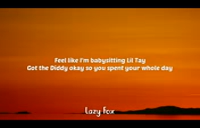 Feel like I'm babysitting Lil Tay
Got the Diddy okay so you spent your whole day
Lazy Fox